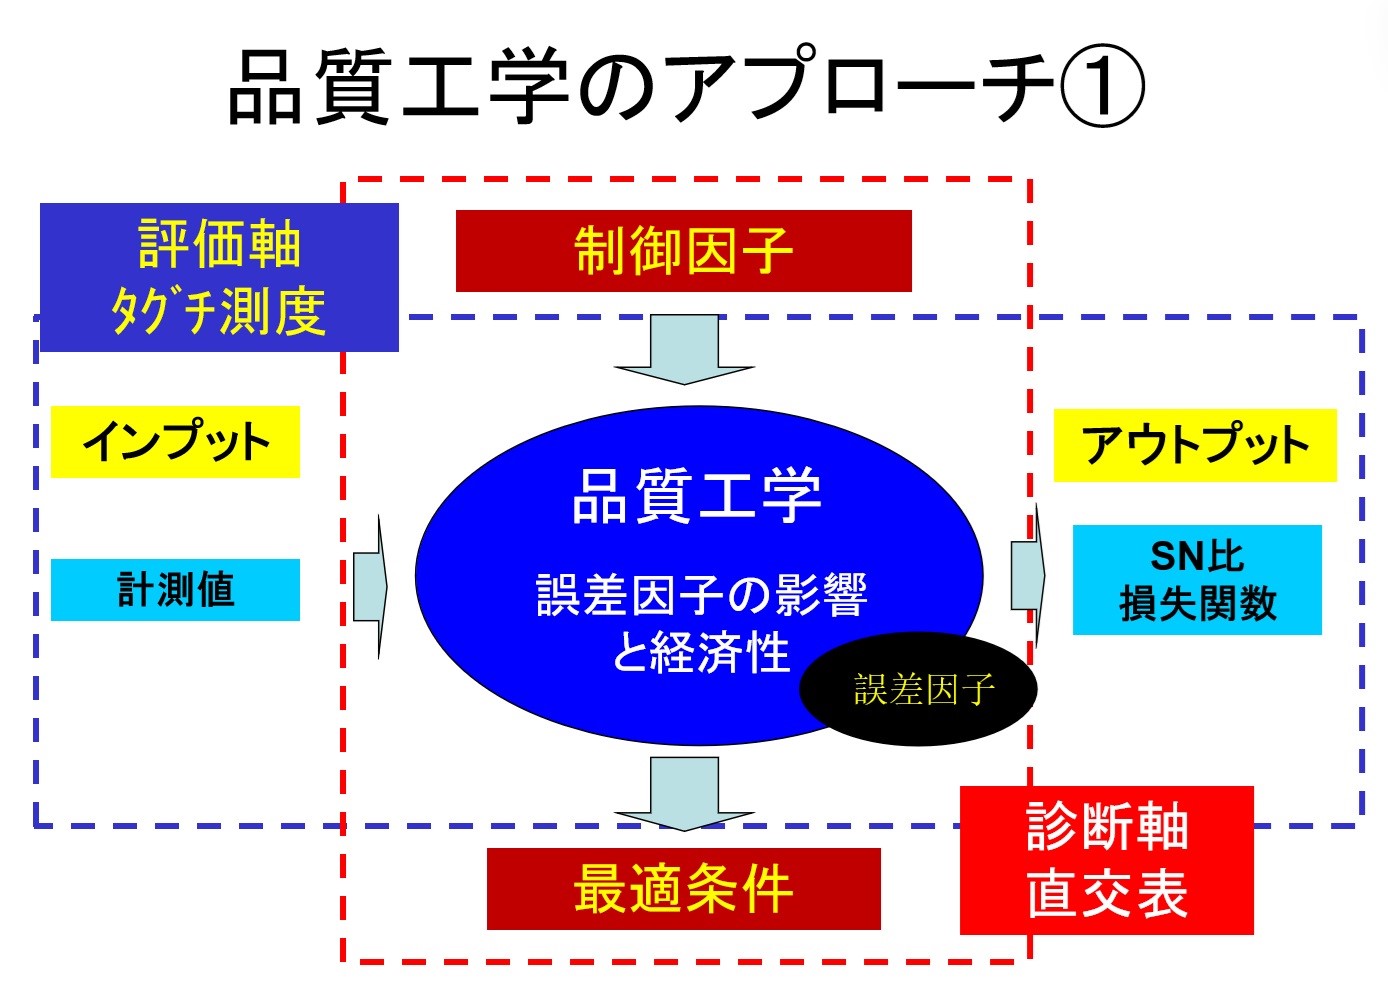 品質工学のアプローチ①
評価軸
ﾀｸﾞﾁ測度
制御因子
インプット
アウトプット
品質工学
計測値
誤差因子の影響
と経済性
SN比
損失関数
誤差因子
最適条件
診断軸
直交表